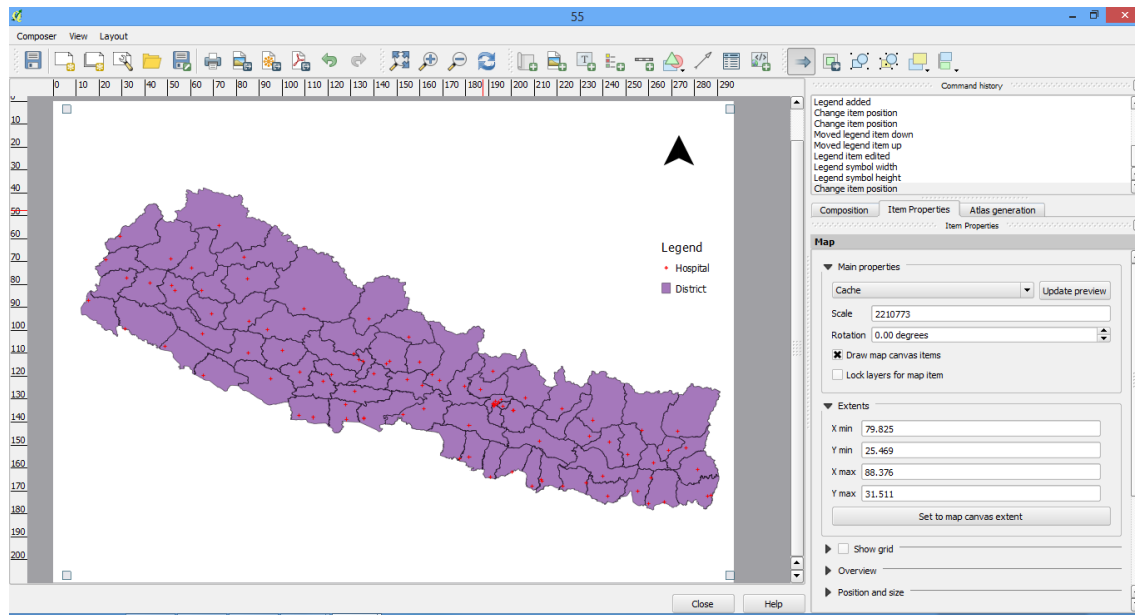 55
Composer View Layout
0 10 20 30 40 50 60 70 80 90 100 110 120 130 140 150 160 170 180 190 200 210 220 230 240 250 260 270 280 290
10
20
30
40
50
60
70
80
90
100
110
120
130
140
150
160
170
180
190
200
Legend
Hospital
District
Close Help
Command history
Legend added
Change item position
Change item position
Moved legend item down
Moved legend item up
Legend item edited
Legend symbol width
Legend symbol height
Change item position
Composition Item Properties Atlas generation
Item Properties
Map
Main properties
Cache Update preview
Scale 2210773
Rotation 0.00 degrees
Draw map canvas items
Lock layers for map item
Extents
X min 79.825
Y min 25.469
X max 88.376
Y max 31.511
Set to map canvas extent
Show grid
Overview
Position and size